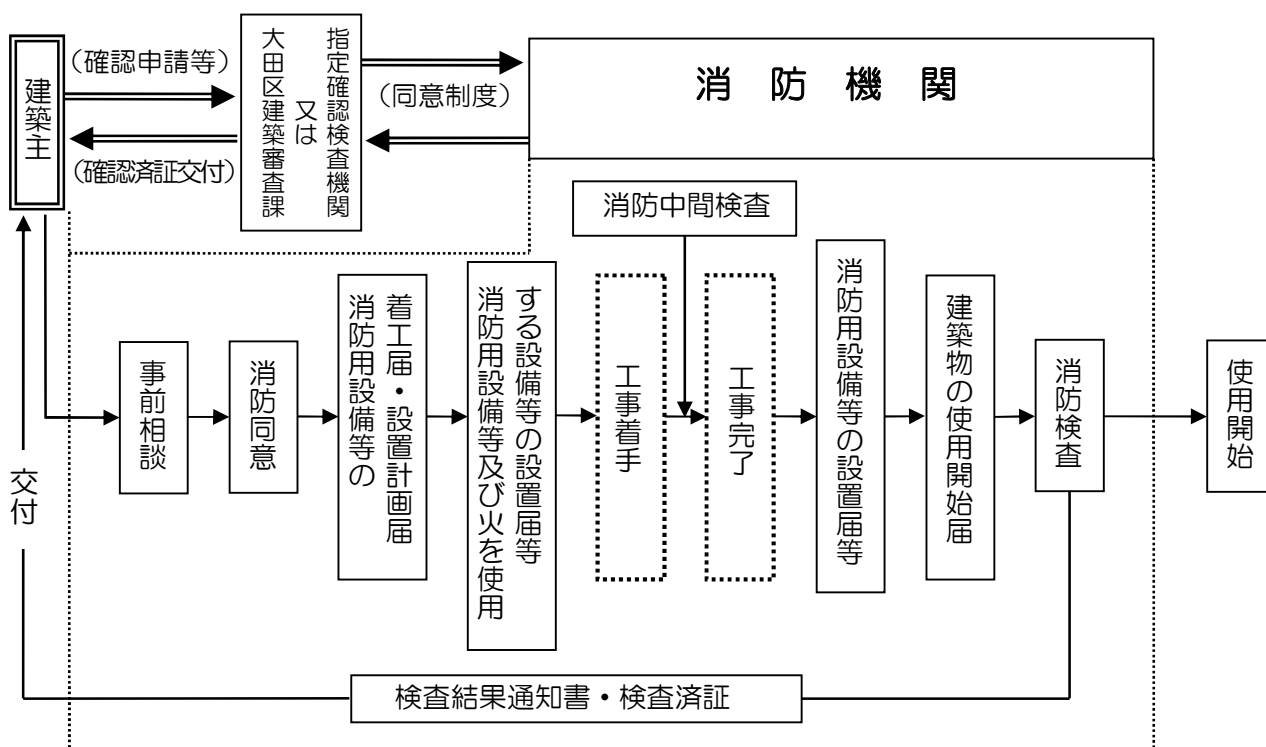 建築主
（確認申請等）
（確認済証交付）
指定確認検査機関
又は
大田区建築審査課
（同意制度）
消防機関
消防中間検査
事前相談
消防同意
消防用設備等の
着工届・設置計画届
消防用設備等及び火を使用
する設備等の設置届等
工事着手
工事完了
消防用設備等の設置届等
建築物の使用開始届
消防検査
使用開始
交付
検査結果通知書・検査済証